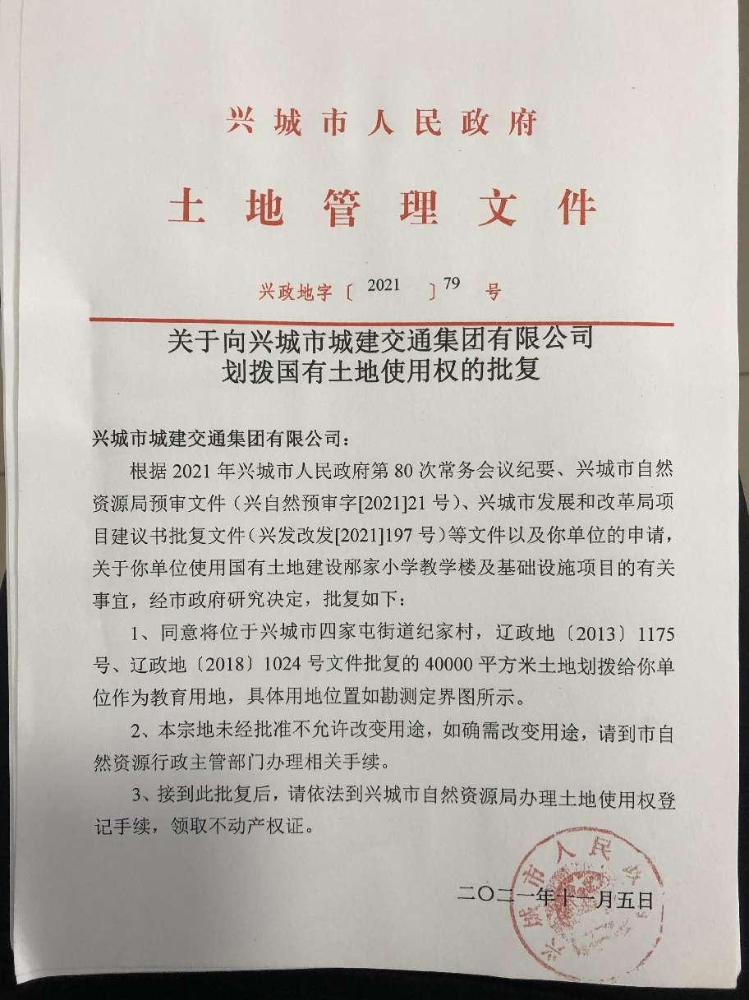 兴城市人民政府
土地管理文件
兴政地字〔 2021 〕79 号
关于向兴城市城建交通集团有限公司
划拨国有土地使用权的批复
兴城市城建交通集团有限公司：
根据 2021 年兴城市人民政府第 80 次常务会议纪要、兴城市自然
资源局预审文件（兴自然预审字[2021]21 号）、兴城市发展和改革局项
目建议书批复文件（兴发改发[2021]197 号）等文件以及你单位的申请，
关于你单位使用国有土地建设邴家小学教学楼及基础设施项目的有关
事宜，经市政府研究决定，批复如下：
1、同意将位于兴城市四家屯街道纪家村，辽政地〔2013〕1175
号、辽政地〔2018〕1024 号文件批复的 40000 平方米土地划拨给你单
位作为教育用地，具体用地位置如勘测定界图所示。
2、本宗地未经批准不允许改变用途，如确需改变用途，请到市自
然资源行政主管部门办理相关手续。
3、接到此批复后，请依法到兴城市自然资源局办理土地使用权登
记手续，领取不动产权证。
二〇二一年十一月五日
兴城市人民政